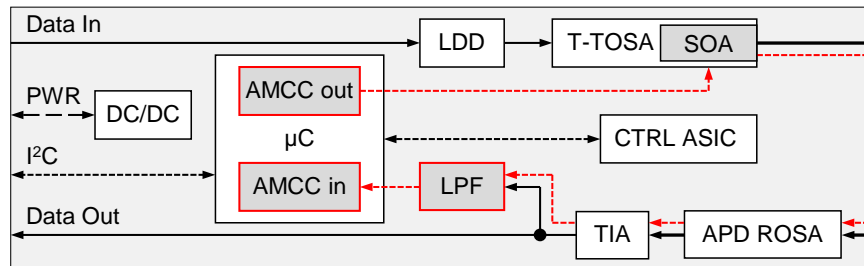 Data In
LDD
T-TOSA
SOA
AMCC out
PWR
DC/DC
µC
CTRL ASIC
I²C
AMCC in
LPF
Data Out
TIA
APD ROSA